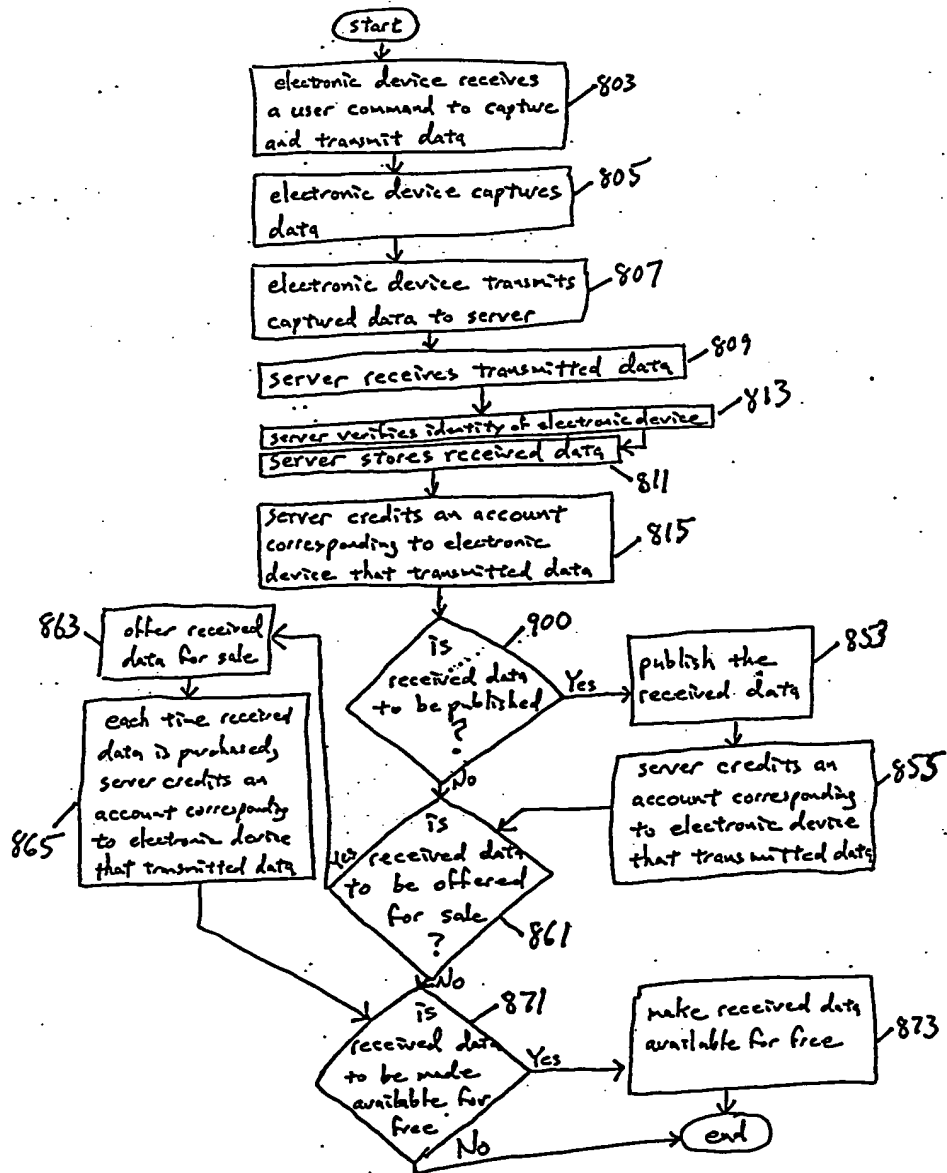 start
electronic device receives
a user command to capture
and transmit data
803
electronic device captures
data
805
electronic device transmits
captured data to server
807
server receives transmitted data
809
813
server verifies identity of electronic device
server stores received data
811
server credits an account
corresponding to electronic
device that transmitted data
815
900
is
received data
to be published
?
Yes
No
publish the
received data
853
server credits an
account corresponding
to electronic device
that transmitted data
855
863
offer received
data for sale
each time received
data is purchased,
server credits an
account corresponding
to electronic device
that transmitted data
865
is
received data
to be offered
for sale
?
Yes
861
No
871
is
received data
to be made
available for
free
Yes
No
make received data
available for free
873
end